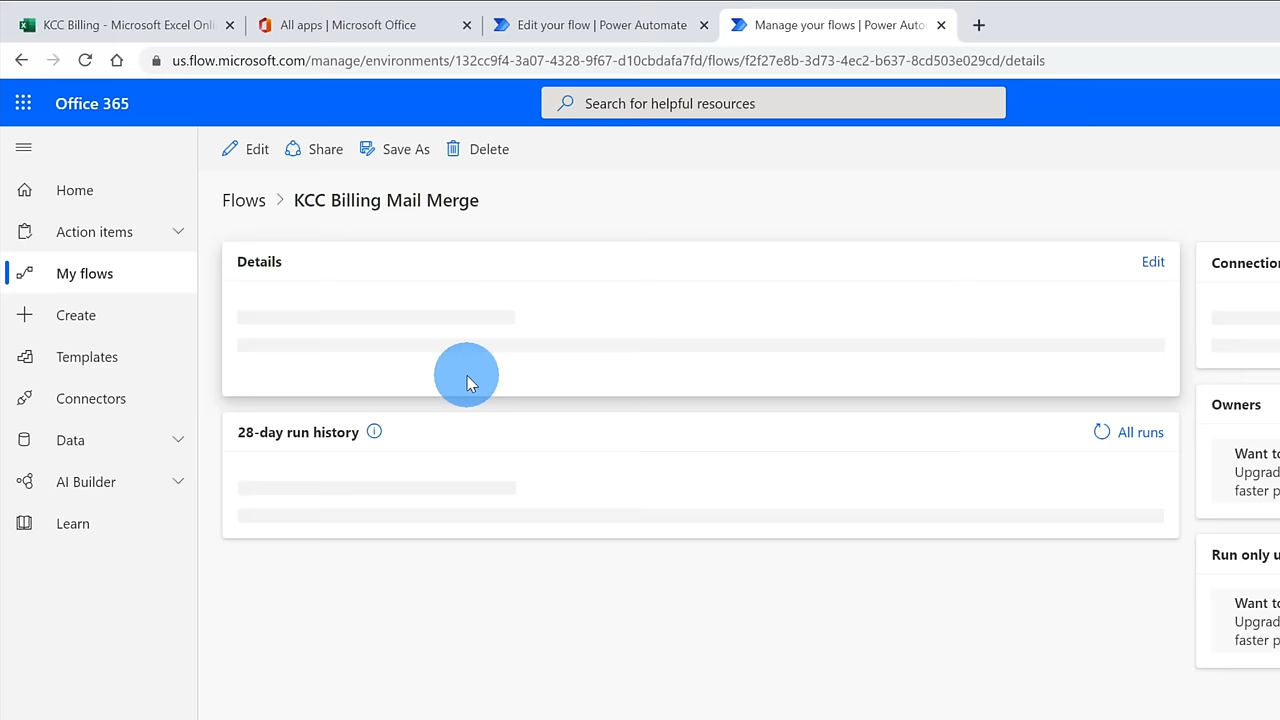 KCC Billing - Microsoft Excel Onli
All apps | Microsoft Office
Edit your flow | Power Automate
Manage your flows | Power Auto
us.flow.microsoft.com/manage/environments/132cc9f4-3a07-4328-9f67-d10cbdafa7fd/flows/f2f27e8b-3d73-4ec2-b637-8cd503e029cd/details
Office 365
Search for helpful resources
Edit
Share
Save As
Delete
Home
Action items
My flows
Create
Templates
Connectors
Data
AI Builder
Learn
Flows > KCC Billing Mail Merge
Details
Edit
28-day run history
All runs
Connection
Owners
Want to
Upgrad
faster p
Run only u
Want to
Upgrad
faster p